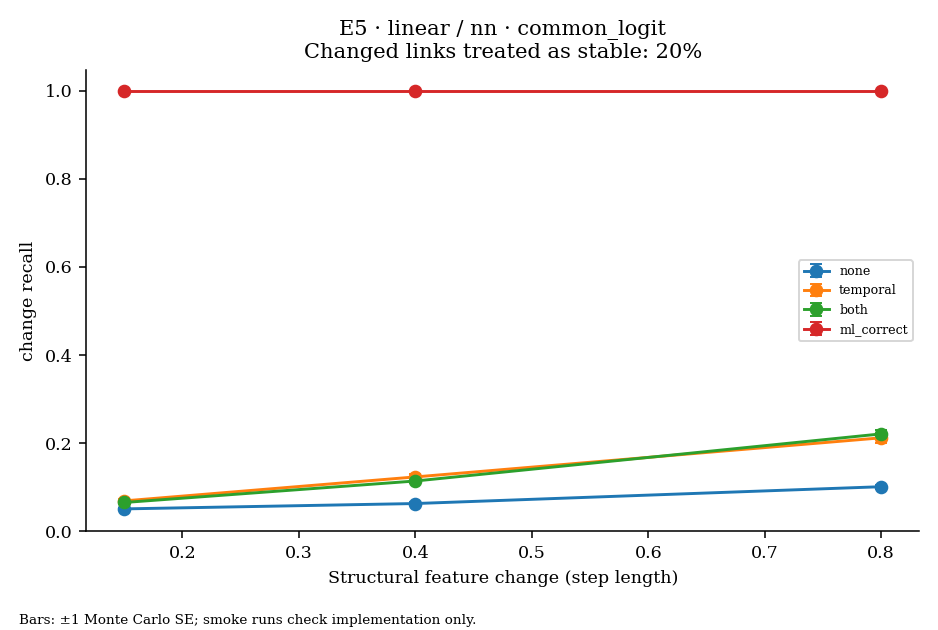 E5 · linear / nn · common_logit
Changed links treated as stable: 20%
1.0
0.8
0.6
0.4
0.2
0.0
change recall
none
temporal
both
ml_correct
0.2 0.3 0.4 0.5 0.6 0.7 0.8
Structural feature change (step length)
Bars: ±1 Monte Carlo SE; smoke runs check implementation only.